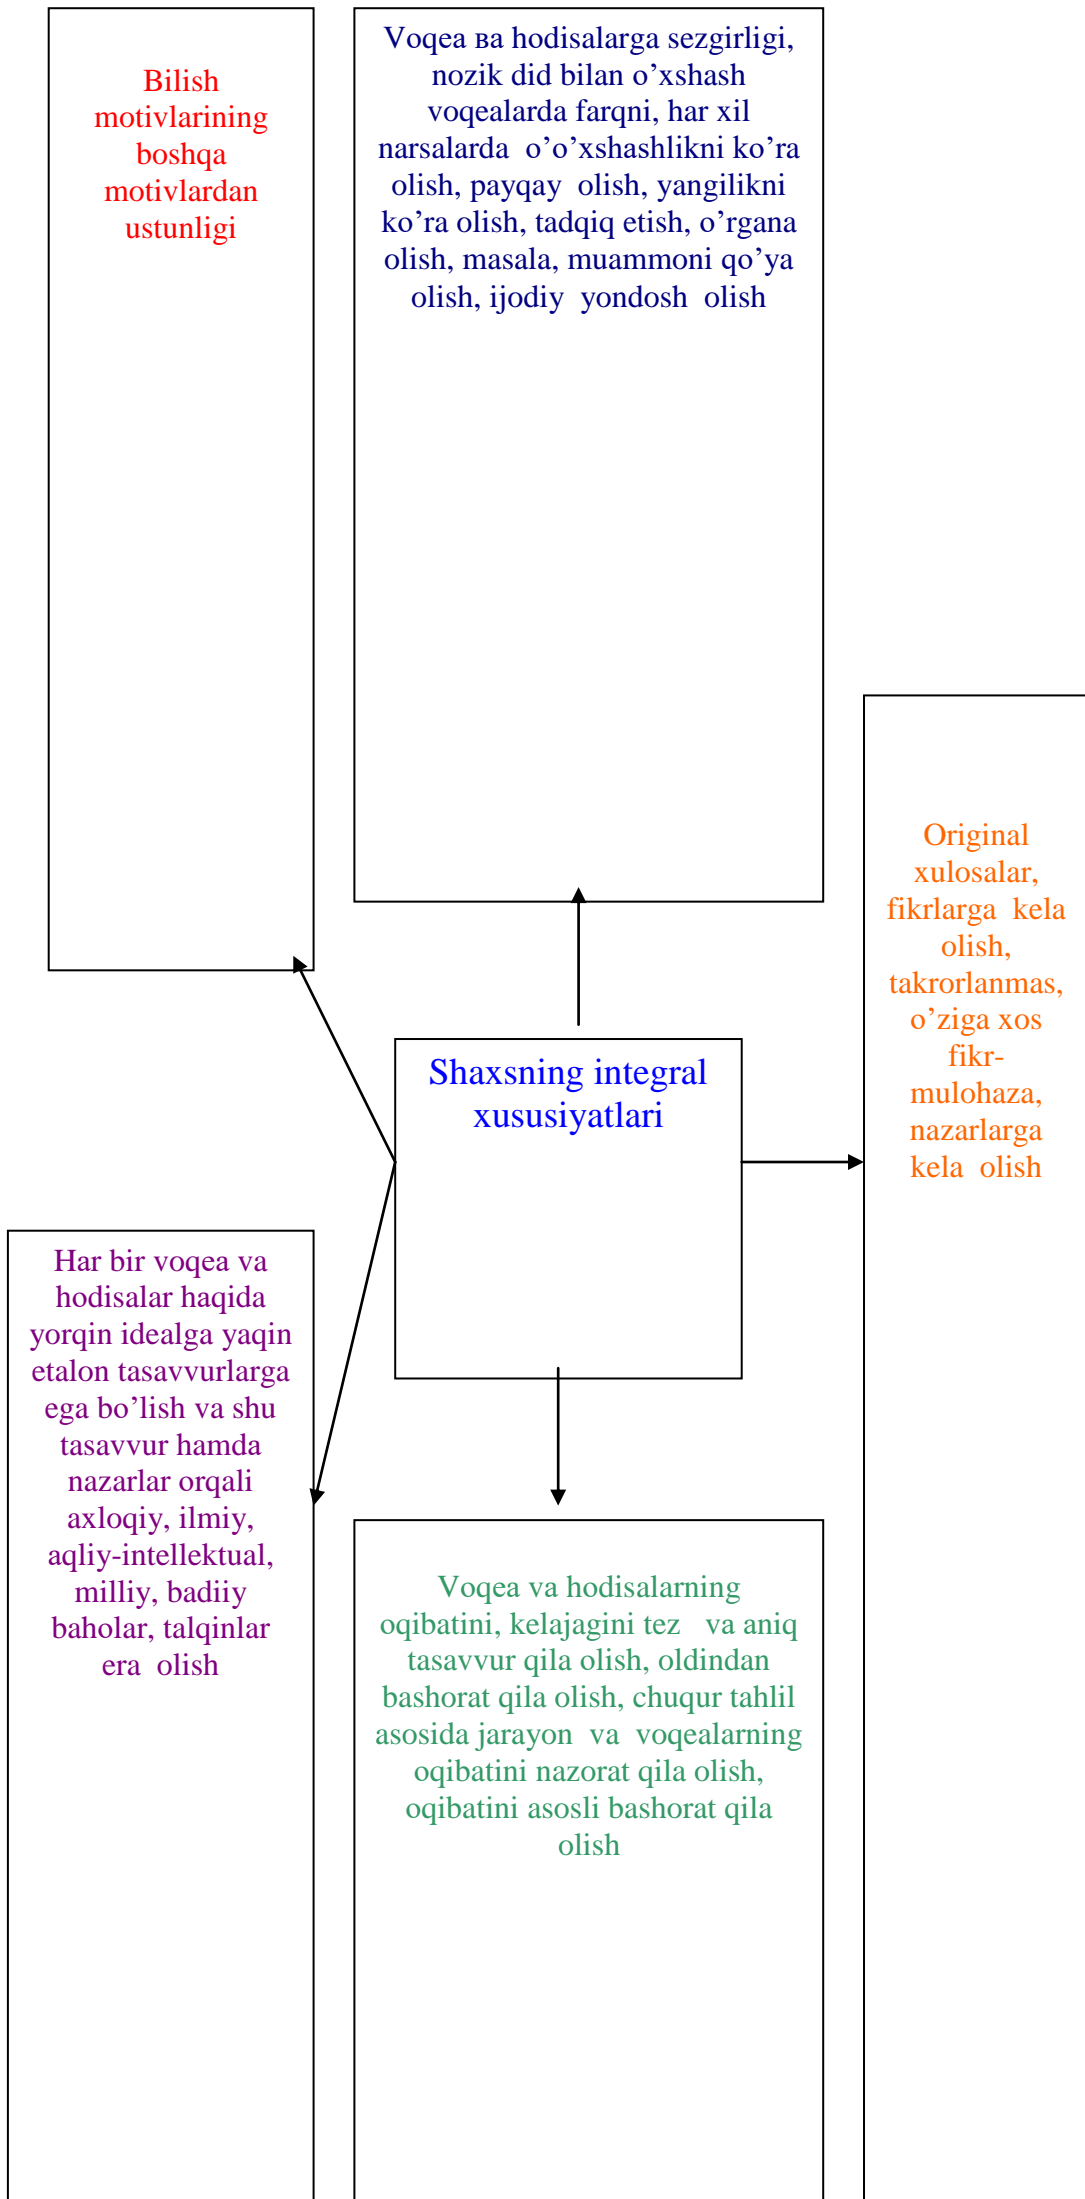 Bilish
motivlarining
boshqa
motivlardan
ustunligi
Voqea ва hodisalarga sezgirligi,
nozik did bilan o’xshash
voqealarda farqni, har xil
narsalarda o’o’xshashlikni ko’ra
olish, payqay olish, yangilikni
ko’ra olish, tadqiq etish, o’rgana
olish, masala, muammoni qo’ya
olish, ijodiy yondosh olish
Original
xulosalar,
fikrlarga kela
olish,
takrorlanmas,
o’ziga xos
fikr-
mulohaza,
nazarlarga
kela olish
Shaxsning integral
xususiyatlari
Har bir voqea va
hodisalar haqida
yorqin idealga yaqin
etalon tasavvurlarga
ega bo’lish va shu
tasavvur hamda
nazarlar orqali
axloqiy, ilmiy,
aqliy-intellektual,
milliy, badiiy
baholar, talqinlar
era olish
Voqea va hodisalarning
oqibatini, kelajagini tez va aniq
tasavvur qila olish, oldindan
bashorat qila olish, chuqur tahlil
asosida jarayon va voqealarning
oqibatini nazorat qila olish,
oqibatini asosli bashorat qila
olish